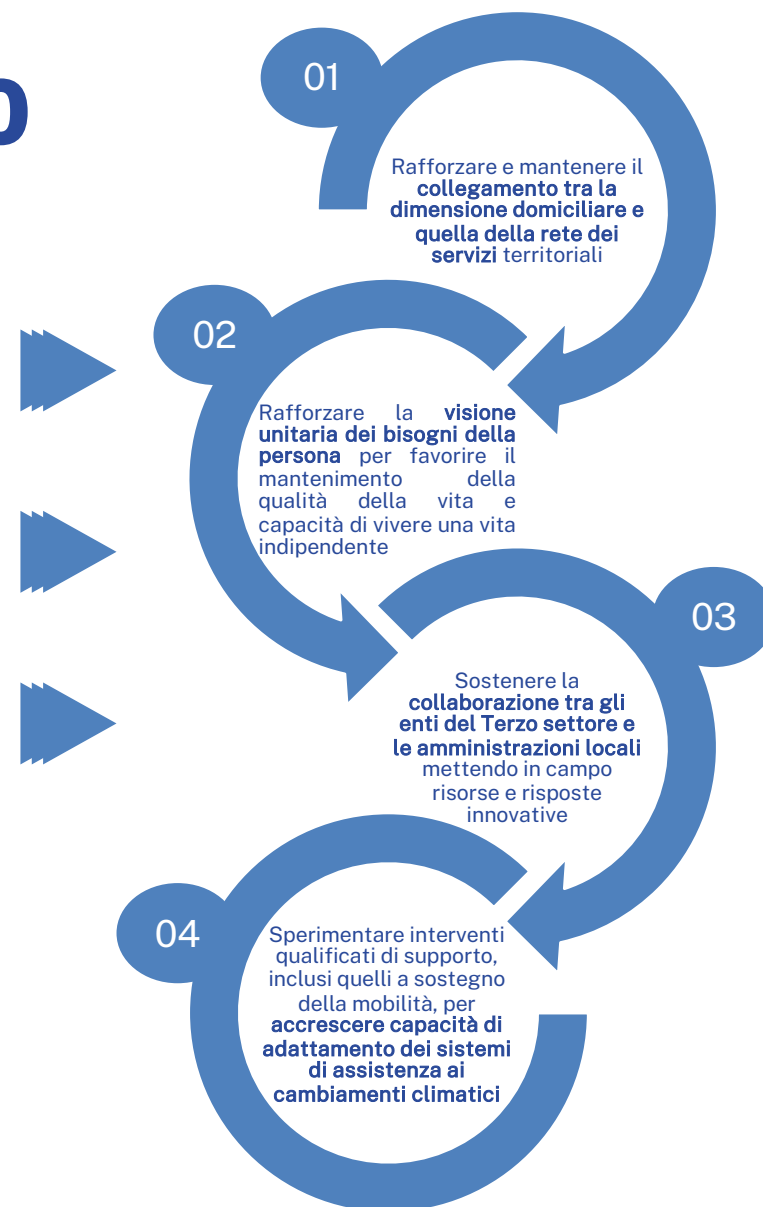 01
Rafforzare e mantenere il
collegamento tra la
dimensione domiciliare e
quella della rete dei
servizi territoriali
02
Rafforzare la visione
unitaria dei bisogni della
persona per favorire il
mantenimento della
qualità della vita e
capacità di vivere una vita
indipendente
03
Sostenere la
collaborazione tra gli
enti del Terzo settore e
le amministrazioni locali
mettendo in campo
risorse e risposte
innovative
04
Sperimentare interventi
qualificati di supporto,
inclusi quelli a sostegno
della mobilità, per
accrescere capacità di
adattamento dei sistemi
di assistenza ai
cambiamenti climatici